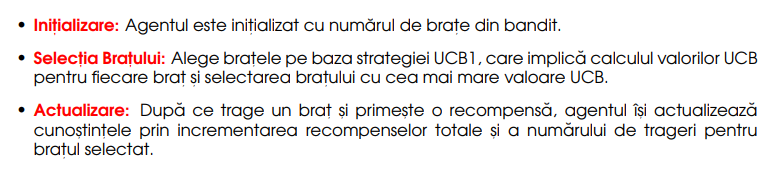 • Inițializare: Agentul este inițializat cu numărul de brațe din bandit.
• Selecția Brațului: Alege brațele pe baza strategiei UCB1, care implică calculul valorilor UCB
pentru fiecare braț și selectarea brațului cu cea mai mare valoare UCB.
• Actualizare: După ce trage un braț și primește o recompensă, agentul își actualizează
cunoștințele prin incrementarea recompenselor totale și a numărului de trageri pentru
brațul selectat.